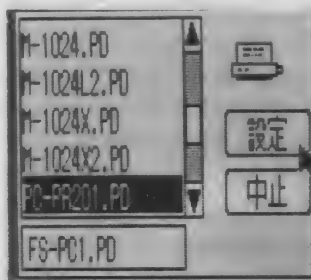 M-1024.PD
M-1024L2.PD
M-1024X.PD
M-1024X2.PD
PC-PR201.PD
FS-PC1.PD
設定
中止